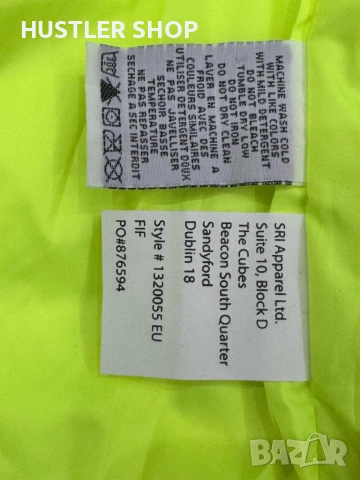 HUSTLER SHOP
MACHINE WASH COLD
WITH LIKE COLORS
WITH MILD DETERGENT
DO NOT BLEACH
TUMBLE DRY LOW
DO NOT IRON
DO NOT DRY CLEAN
LAVER EN MACHINE
FROID AVEC DES
COULEURS SIMILAIRES
UTILISER DETERGENT DOUX
NE PAS JAVELLISER
SECHOIR BASSE
TEMPERATURE
NE PAS REPASSER
SECHAGE A SEC INTERDIT
SRI Apparel Ltd.
Suite 10, Block D
The Cubes
Beacon South Quarter
Sandyford
Dublin 18
Style # 1320055 EU
FIF
PO#876594
BAZAR